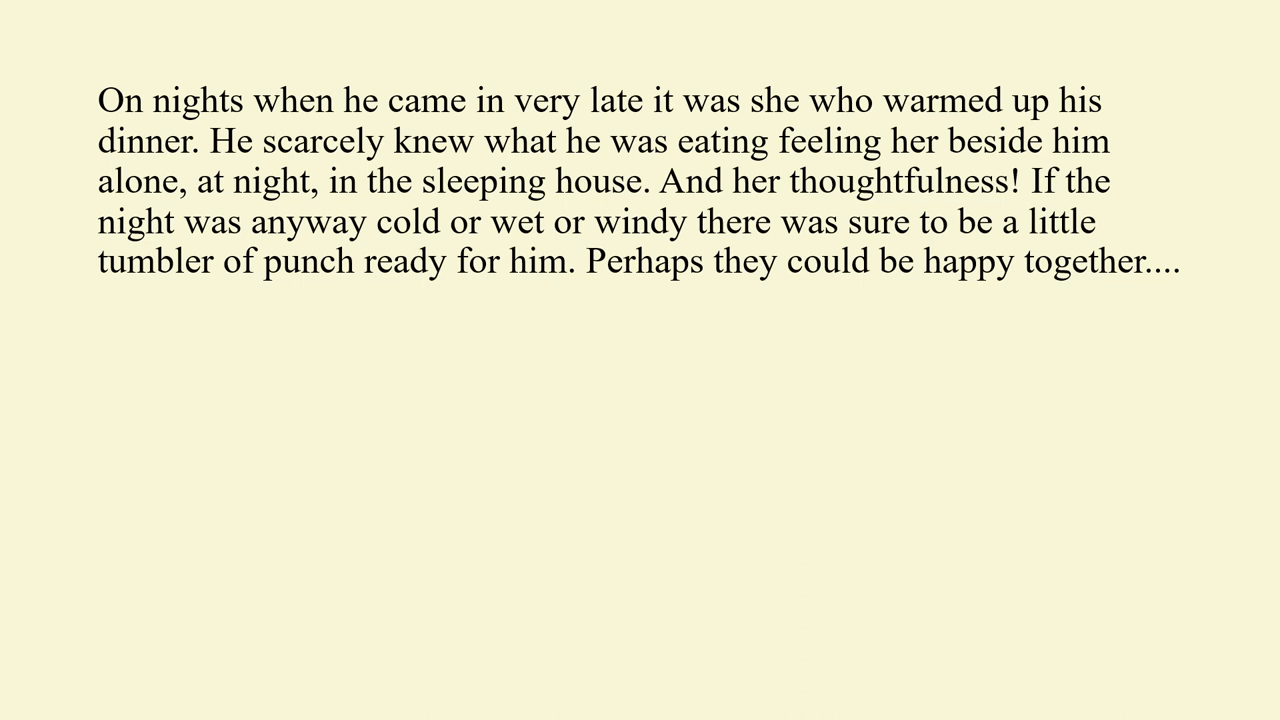 On nights when he came in very late it was she who warmed up his
dinner. He scarcely knew what he was eating feeling her beside him
alone, at night, in the sleeping house. And her thoughtfulness! If the
night was anyway cold or wet or windy there was sure to be a little
tumbler of punch ready for him. Perhaps they could be happy together....